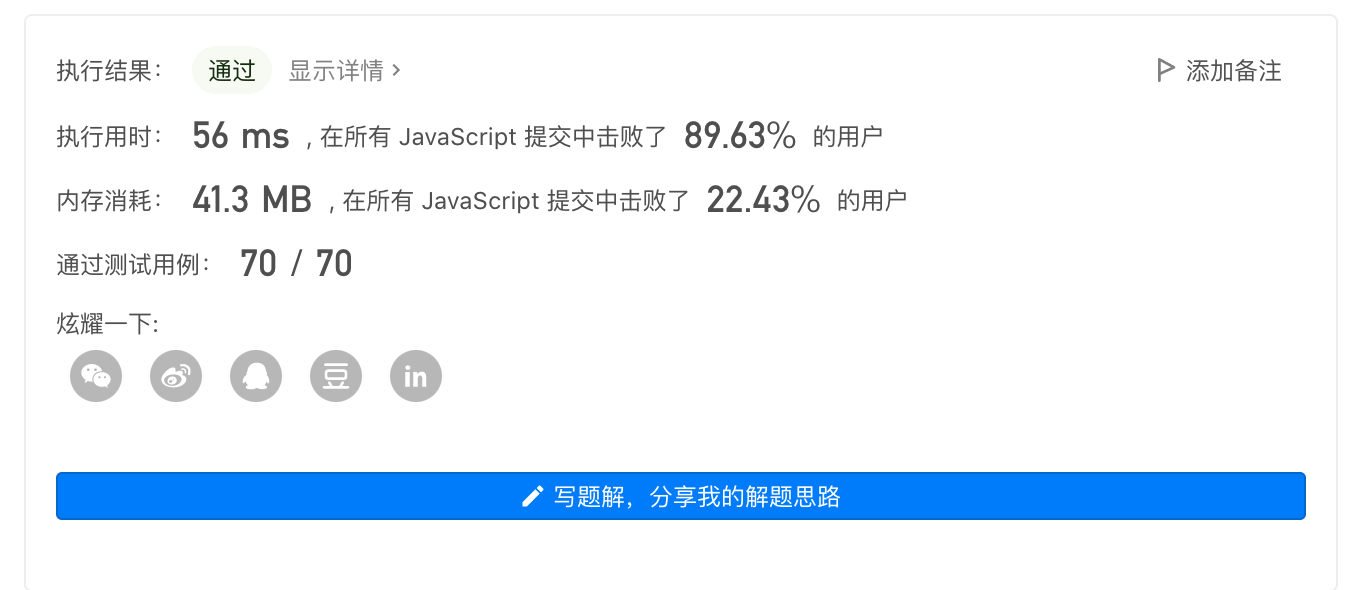 执行结果： 通过 显示详情 › 添加备注
执行用时： 56 ms , 在所有 JavaScript 提交中击败了 89.63% 的用户
内存消耗： 41.3 MB , 在所有 JavaScript 提交中击败了 22.43% 的用户
通过测试用例： 70 / 70
炫耀一下:
豆 in
写题解，分享我的解题思路